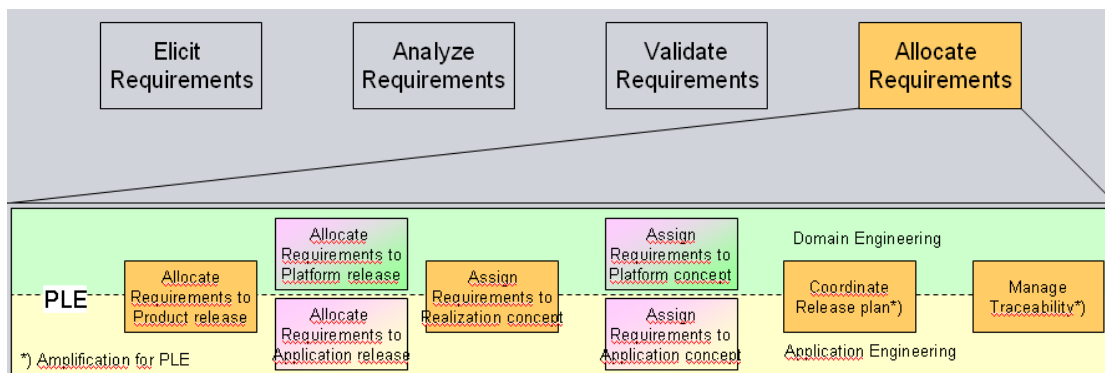 Elicit
Requirements
Analyze
Requirements
Validate
Requirements
Allocate
Requirements
PLE
Allocate
Requirements to
Product release
Allocate
Requirements to
Platform release
Allocate
Requirements to
Application release
Assign
Requirements to
Realization concept
Assign
Requirements to
Platform concept
Assign
Requirements to
Application concept
Domain Engineering
Coordinate
Release plan*)
Manage
Traceability*)
Application Engineering
*) Amplification for PLE